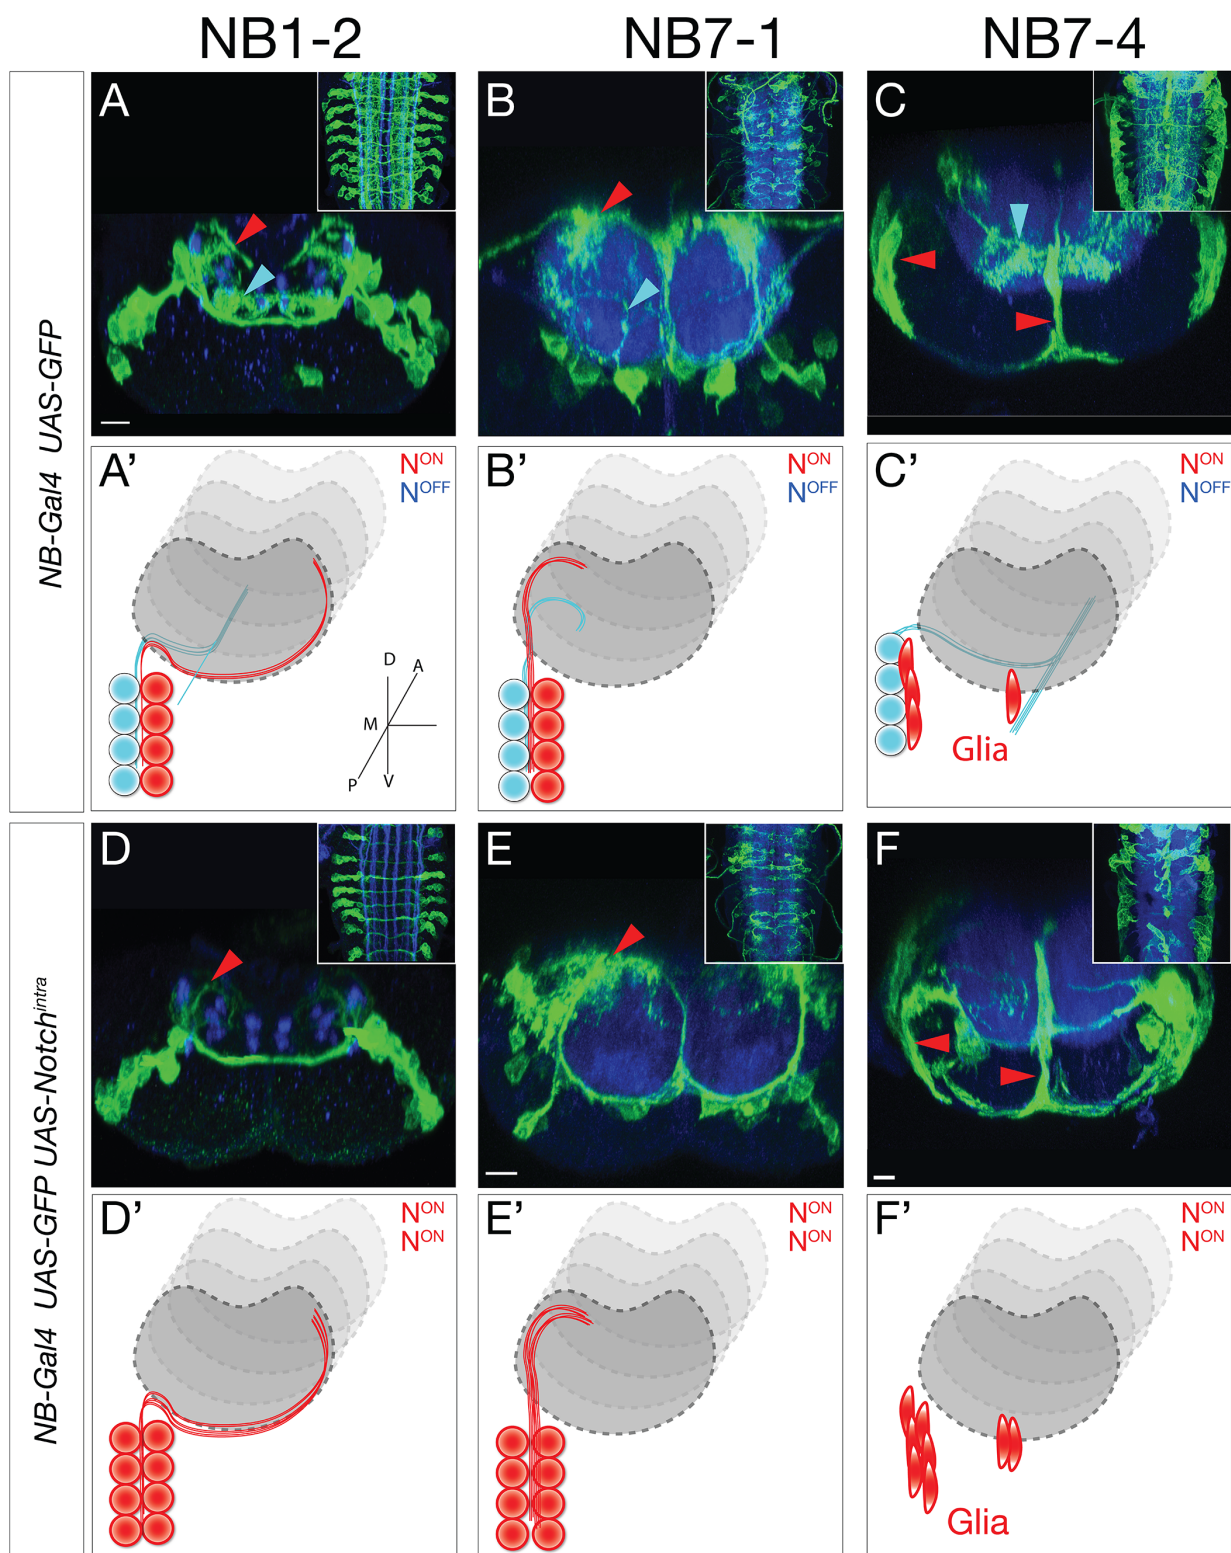 NB1-2 NB7-1 NB7-4
NB-Gal4 UAS-GFP
A B C
A' B' C'
N^ON N^ON N^ON
N^OFF N^OFF N^OFF
D A
M
P V
Glia
NB-Gal4 UAS-GFP UAS-Notch^intra
D E F
D' E' F'
N^ON N^ON N^ON
N^ON N^ON N^ON
Glia